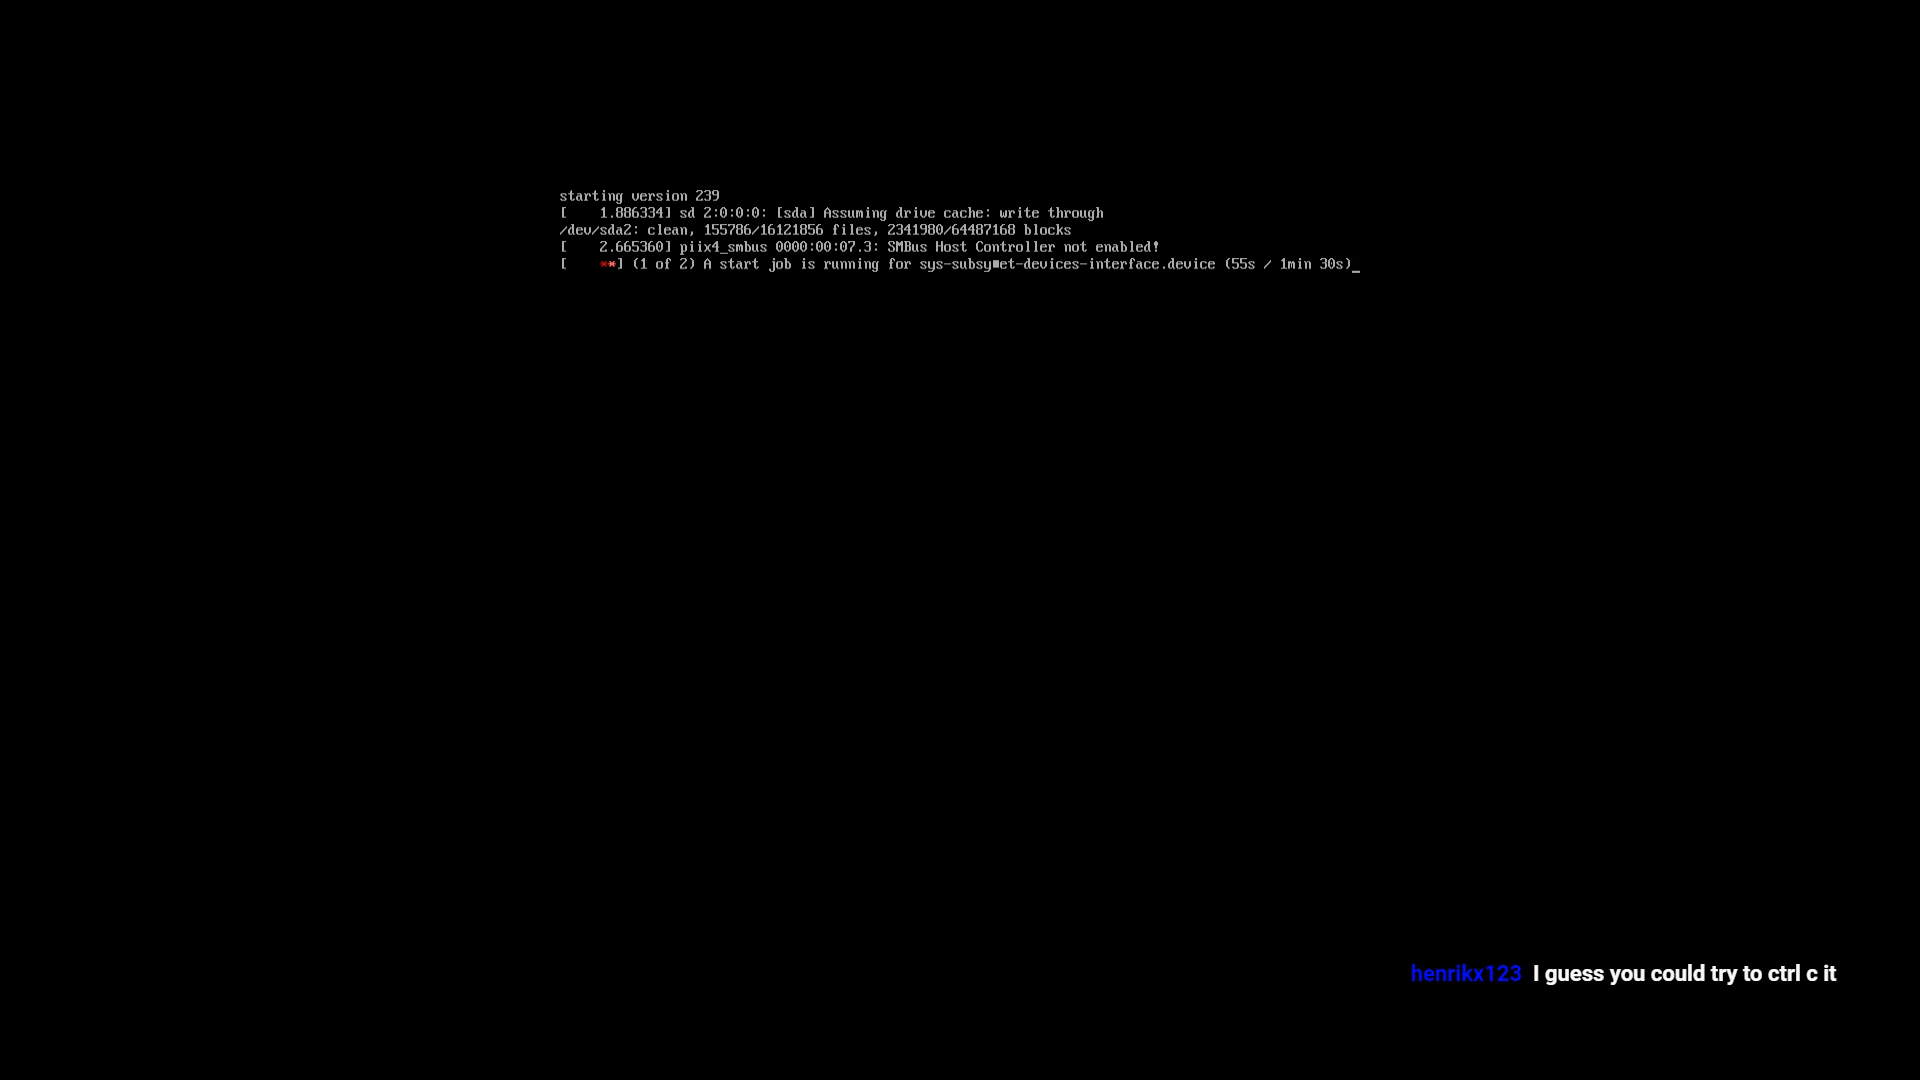 starting version 239
[    1.886334] sd 2:0:0:0: [sda] Assuming drive cache: write through
/dev/sda2: clean, 155786/16121856 files, 2341980/64487168 blocks
[    2.665360] piix4_smbus 0000:00:07.3: SMBus Host Controller not enabled!
[    **] (1 of 2) A start job is running for sys-subsy■et-devices-interface.device (55s / 1min 30s)_
henrikx123 I guess you could try to ctrl c it